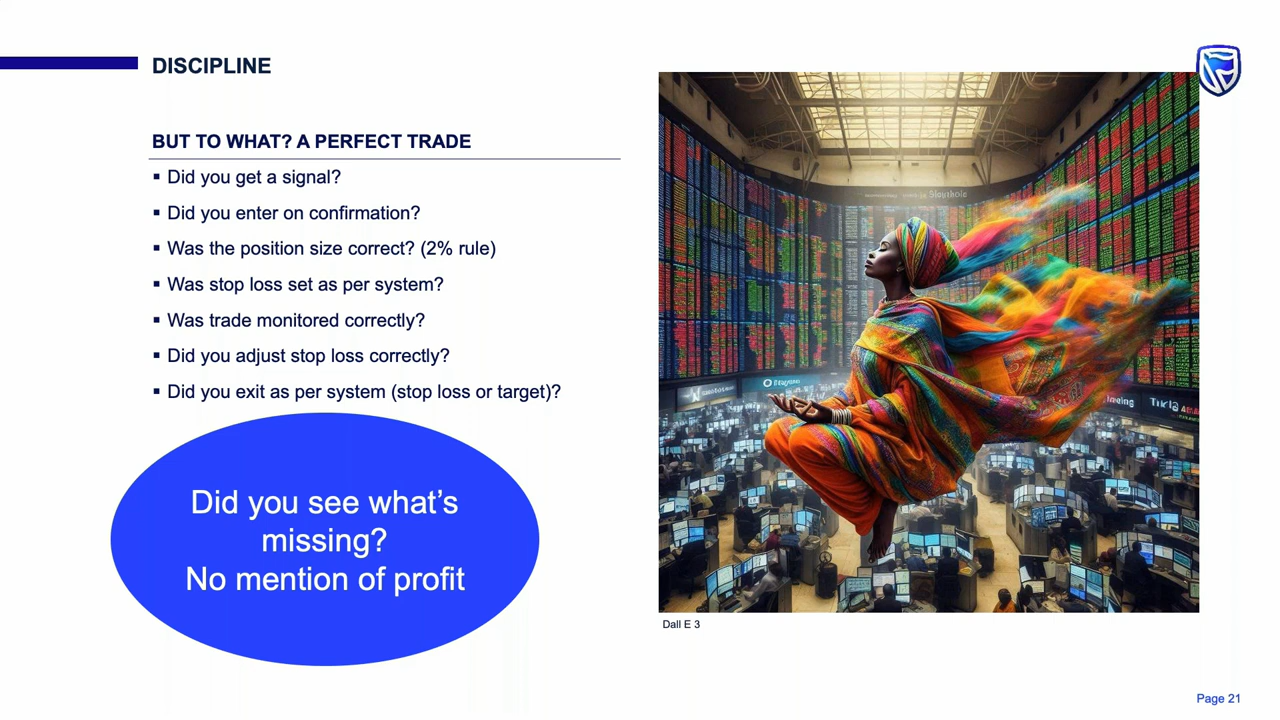 DISCIPLINE
BUT TO WHAT? A PERFECT TRADE
▪ Did you get a signal?
▪ Did you enter on confirmation?
▪ Was the position size correct? (2% rule)
▪ Was stop loss set as per system?
▪ Was trade monitored correctly?
▪ Did you adjust stop loss correctly?
▪ Did you exit as per system (stop loss or target)?
Did you see what's
missing?
No mention of profit
Dall E 3
Page 21